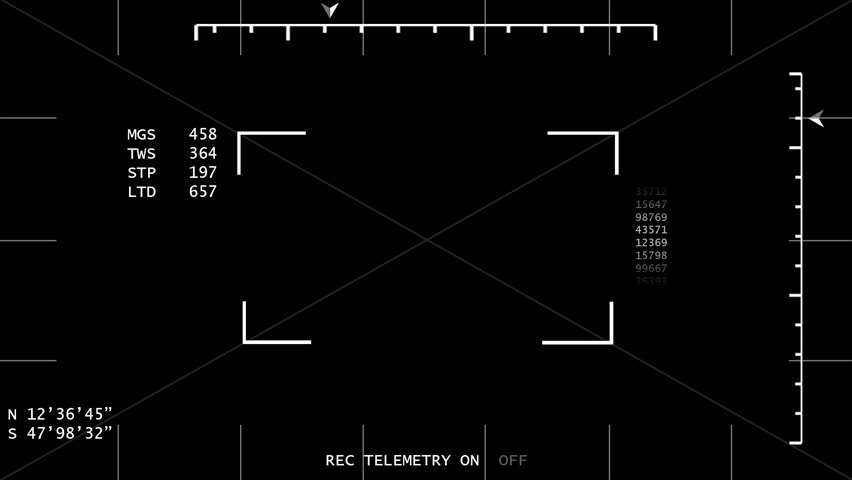 MGS 458
TWS 364
STP 197
LTD 657
35712
15647
98769
43571
12369
15798
99667
N 12’36’45”
S 47’98’32”
REC TELEMETRY ON OFF